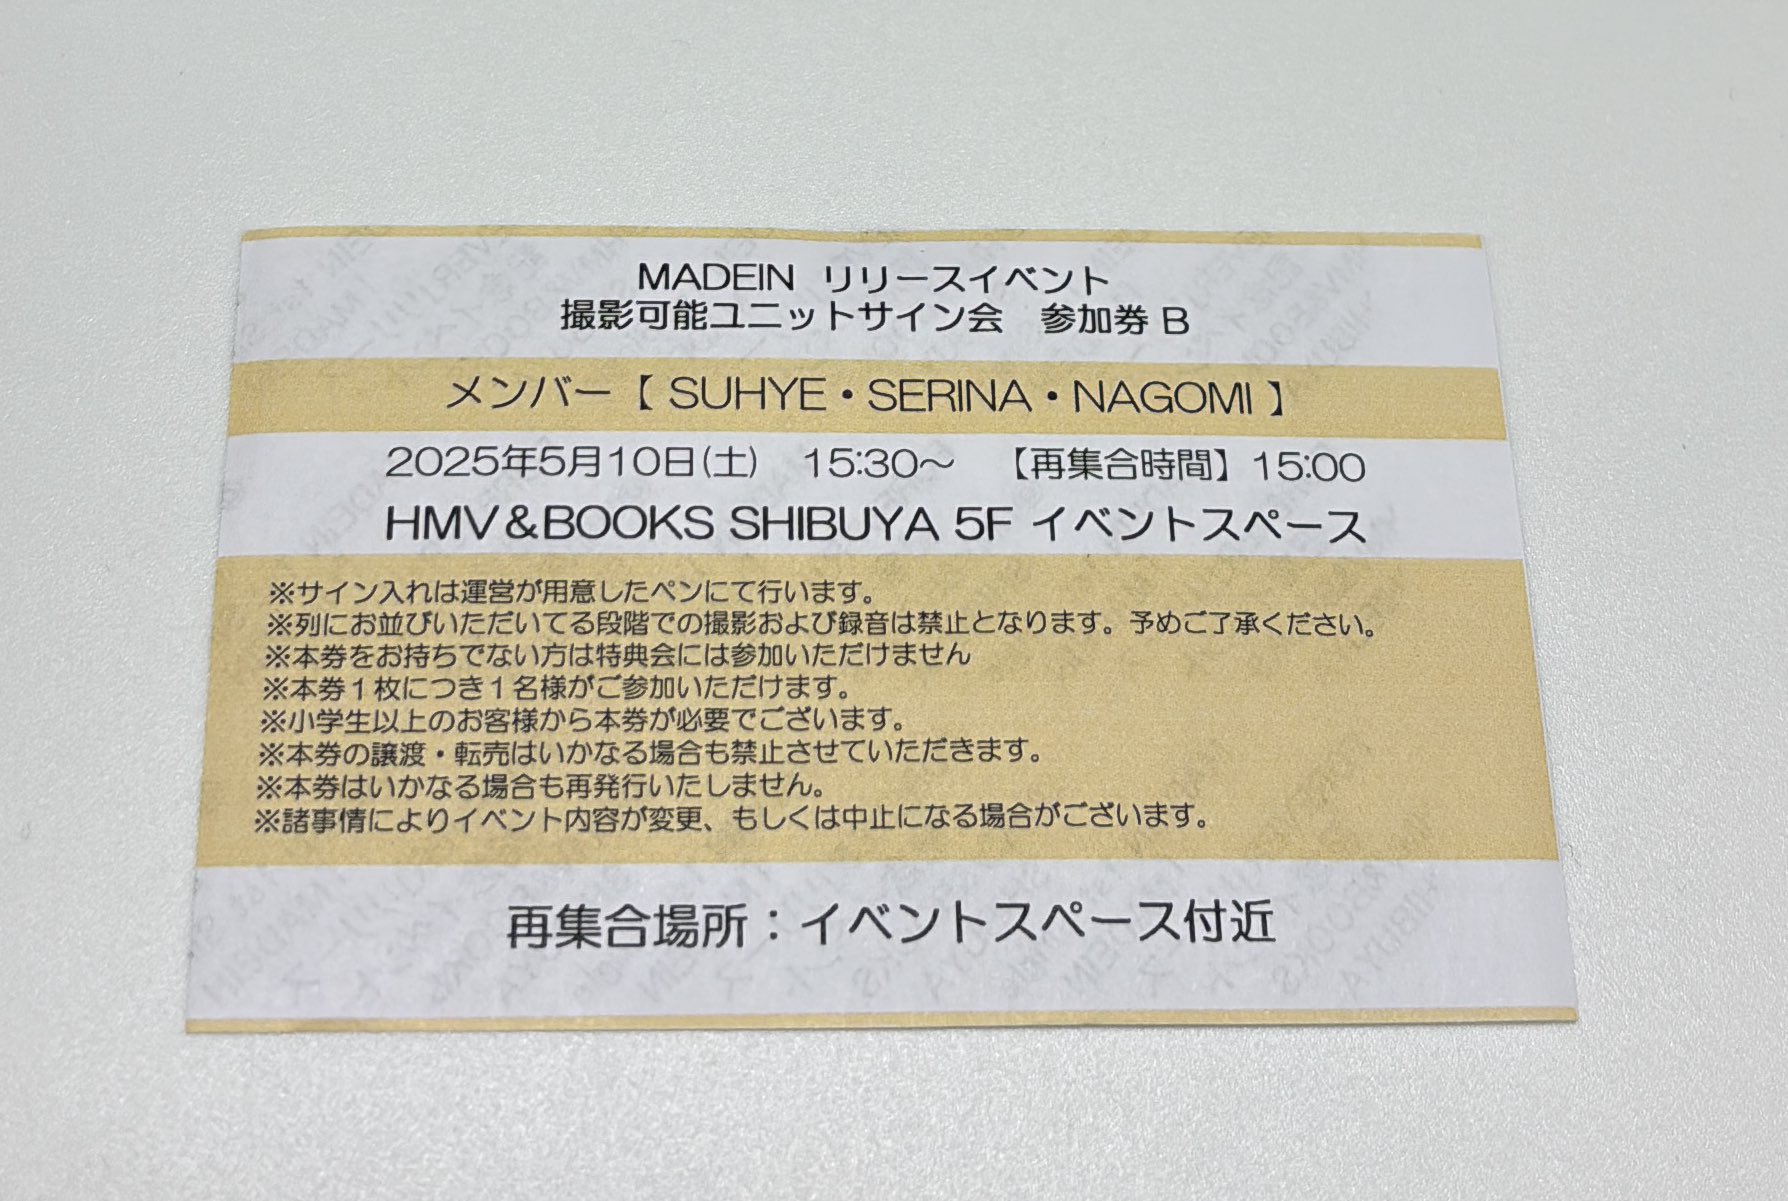 MADEIN リリースイベント
撮影可能ユニットサイン会　参加券 B
メンバー【 SUHYE・SERINA・NAGOMI 】
2025年5月10日(土)　15:30～　【再集合時間】15:00
HMV&BOOKS SHIBUYA 5F イベントスペース
※サイン入れは運営が用意したペンにて行います。
※列にお並びいただいてる段階での撮影および録音は禁止となります。予めご了承ください。
※本券をお持ちでない方は特典会には参加いただけません
※本券１枚につき１名様がご参加いただけます。
※小学生以上のお客様から本券が必要でございます。
※本券の譲渡・転売はいかなる場合も禁止させていただきます。
※本券はいかなる場合も再発行いたしません。
※諸事情によりイベント内容が変更、もしくは中止になる場合がございます。
再集合場所：イベントスペース付近